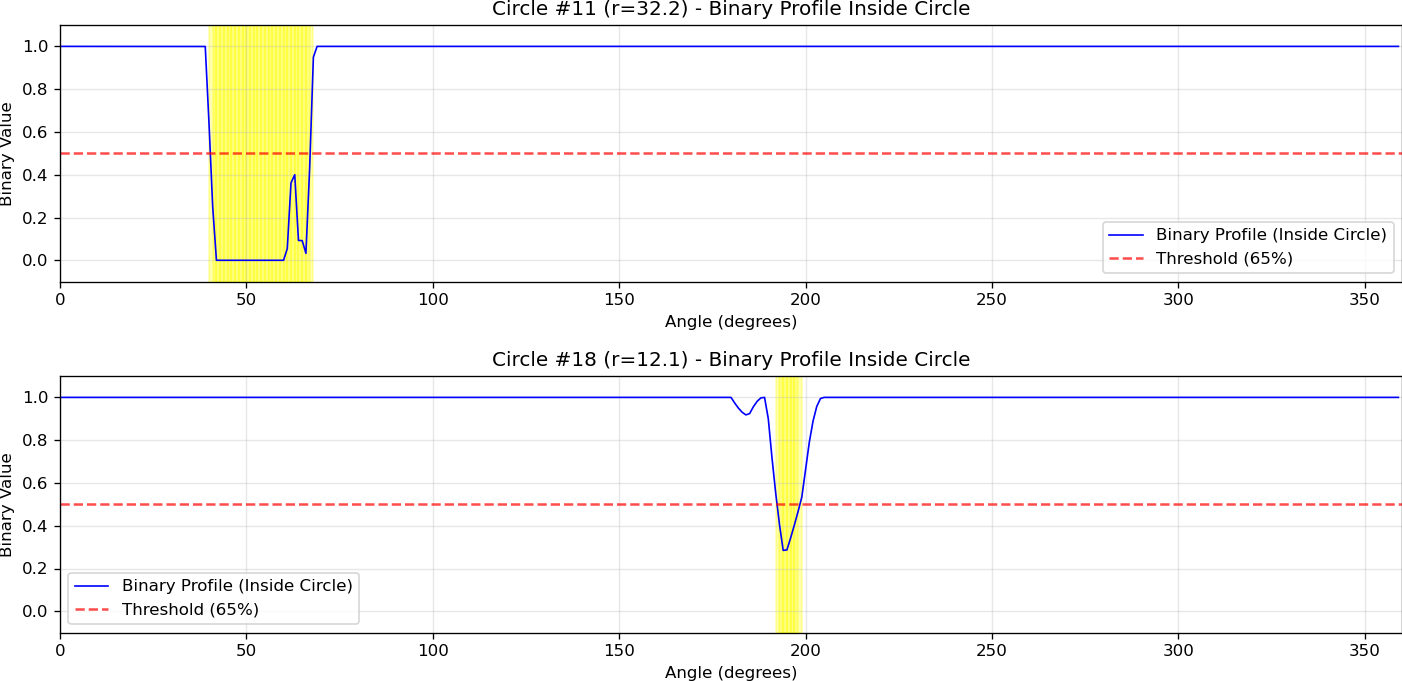 Circle #11 (r=32.2) - Binary Profile Inside Circle
Binary Value
1.0
0.8
0.6
0.4
0.2
0.0
Binary Profile (Inside Circle)
Threshold (65%)
0 50 100 150 200 250 300 350
Angle (degrees)
Circle #18 (r=12.1) - Binary Profile Inside Circle
Binary Value
1.0
0.8
0.6
0.4
0.2
0.0
Binary Profile (Inside Circle)
Threshold (65%)
0 50 100 150 200 250 300 350
Angle (degrees)